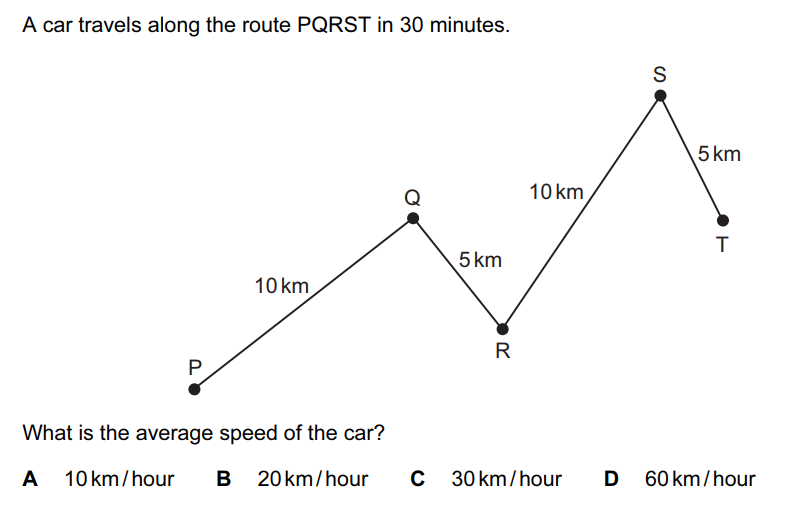 A car travels along the route PQRST in 30 minutes.
S
5 km
10 km
Q
5 km
T
10 km
R
P
What is the average speed of the car?
A 10 km / hour B 20 km / hour C 30 km / hour D 60 km / hour